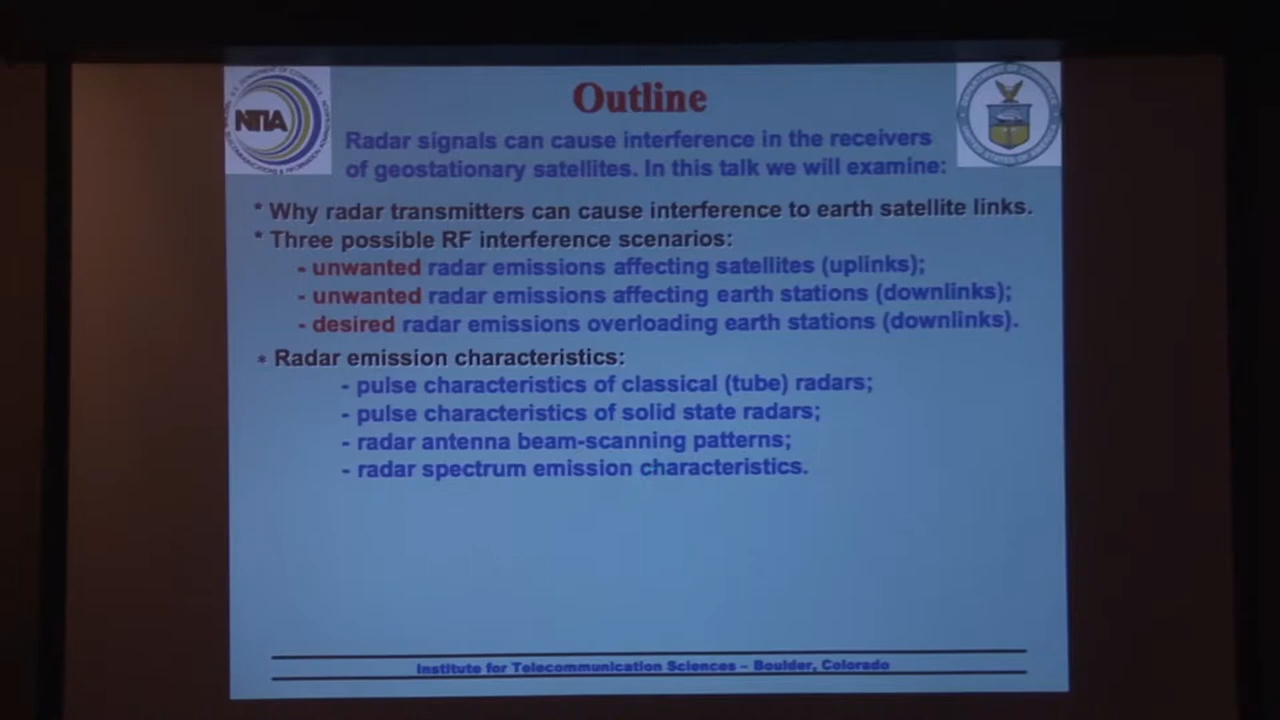 Outline
NTIA
Radar signals can cause interference in the receivers
of geostationary satellites. In this talk we will examine:
* Why radar transmitters can cause interference to earth satellite links.
* Three possible RF interference scenarios:
- unwanted radar emissions affecting satellites (uplinks);
- unwanted radar emissions affecting earth stations (downlinks);
- desired radar emissions overloading earth stations (downlinks).
* Radar emission characteristics:
- pulse characteristics of classical (tube) radars;
- pulse characteristics of solid state radars;
- radar antenna beam-scanning patterns;
- radar spectrum emission characteristics.
Institute for Telecommunication Sciences – Boulder, Colorado